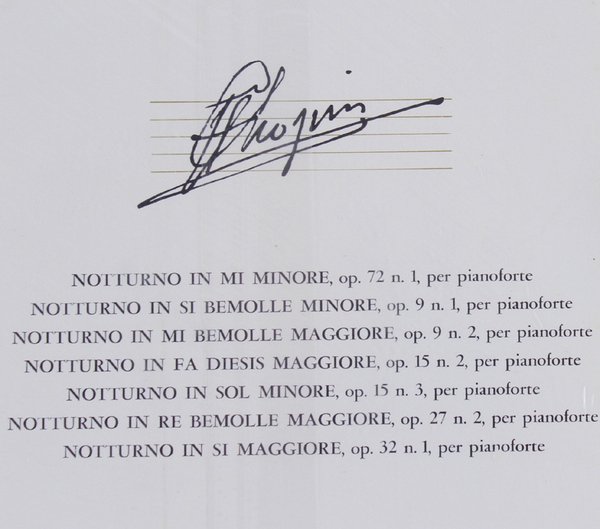 Chopin
NOTTURNO IN MI MINORE, op. 72 n. 1, per pianoforte
NOTTURNO IN SI BEMOLLE MINORE, op. 9 n. 1, per pianoforte
NOTTURNO IN MI BEMOLLE MAGGIORE, op. 9 n. 2, per pianoforte
NOTTURNO IN FA DIESIS MAGGIORE, op. 15 n. 2, per pianoforte
NOTTURNO IN SOL MINORE, op. 15 n. 3, per pianoforte
NOTTURNO IN RE BEMOLLE MAGGIORE, op. 27 n. 2, per pianoforte
NOTTURNO IN SI MAGGIORE, op. 32 n. 1, per pianoforte